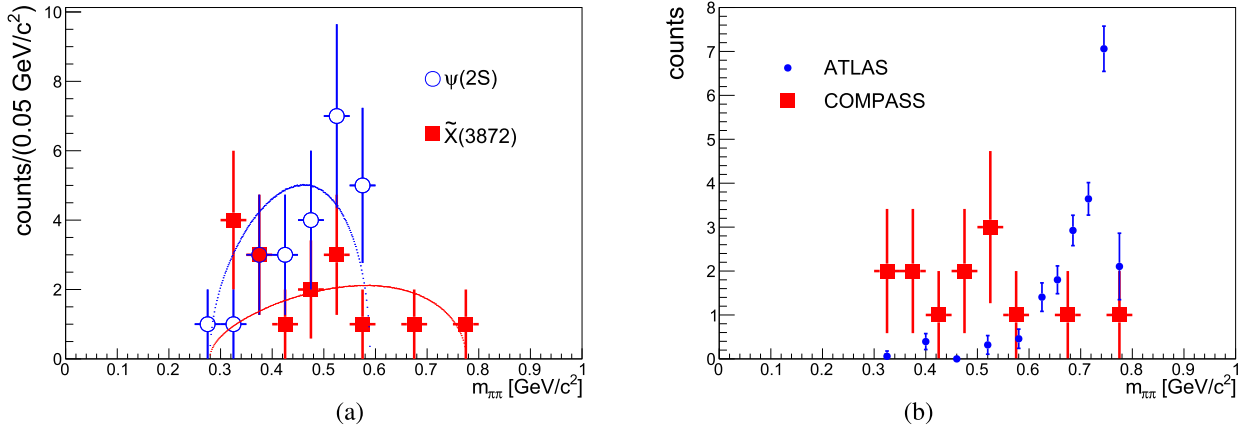 counts/(0.05 GeV/c²)
10
8
6
4
2
0
ψ(2S)
X̃(3872)
0 0.1 0.2 0.3 0.4 0.5 0.6 0.7 0.8 0.9 1
m_ππ [GeV/c²]
(a)
counts
8
7
6
5
4
3
2
1
0
ATLAS
COMPASS
0 0.1 0.2 0.3 0.4 0.5 0.6 0.7 0.8 0.9 1
m_ππ [GeV/c²]
(b)